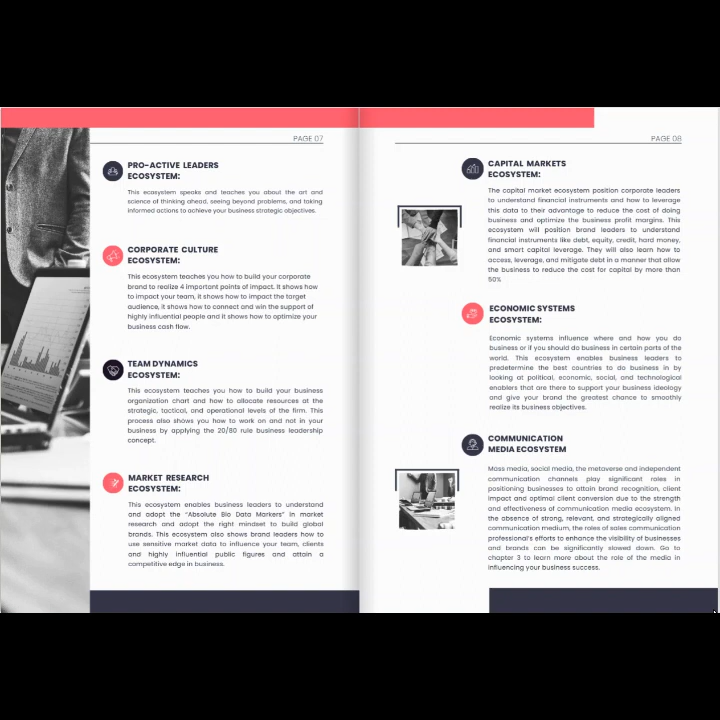 PAGE 07
PRO-ACTIVE LEADERS
ECOSYSTEM:
This ecosystem speaks and teaches you about the art and
science of thinking ahead, seeing beyond problems, and taking
informed actions to achieve your business strategic objectives.
CORPORATE CULTURE
ECOSYSTEM:
This ecosystem teaches you how to build your corporate
brand to realize 4 important points of impact. It shows how
to impact your team, it shows how to impact the target
audience, it shows how to connect and win the support of
highly influential people and it shows how to optimize your
business cash flow.
TEAM DYNAMICS
ECOSYSTEM:
This ecosystem teaches you how to build your business
organization chart and how to allocate resources at the
strategic, tactical, and operational levels of the firm. This
process also shows you how to work on and not in your
business by applying the 20/80 rule business leadership
concept.
MARKET RESEARCH
ECOSYSTEM:
This ecosystem enables business leaders to understand
and adopt the "Absolute Bio Data Markers" in market
research and adopt the right mindset to build global
brands. This ecosystem also shows brand leaders how to
use sensitive market data to influence your team, clients
and highly influential public figures and attain a
competitive edge in business.
PAGE 08
CAPITAL MARKETS
ECOSYSTEM:
The capital market ecosystem position corporate leaders
to understand financial instruments and how to leverage
this data to their advantage to reduce the cost of doing
business and optimize the business profit margins. This
ecosystem will position brand leaders to understand
financial instruments like debt, equity, credit, hard money,
and smart capital leverage. They will also learn how to
access, leverage, and mitigate debt in a manner that allow
the business to reduce the cost for capital by more than
50%
ECONOMIC SYSTEMS
ECOSYSTEM:
Economic systems influence where and how you do
business or if you should do business in certain parts of the
world. This ecosystem enables business leaders to
predetermine the best countries to do business in by
looking at political, economic, social, and technological
enablers that are there to support your business ideology
and give your brand the greatest chance to smoothly
realize its business objectives.
COMMUNICATION
MEDIA ECOSYSTEM
Mass media, social media, the metaverse and independent
communication channels play significant roles in
positioning businesses to attain brand recognition, client
impact and optimal client conversion due to the strength
and effectiveness of communication media ecosystem. In
the absence of strong, relevant, and strategically aligned
communication medium, the roles of sales communication
professional's efforts to enhance the visibility of businesses
and brands can be significantly slowed down. Go to
chapter 3 to learn more about the role of the media in
influencing your business success.